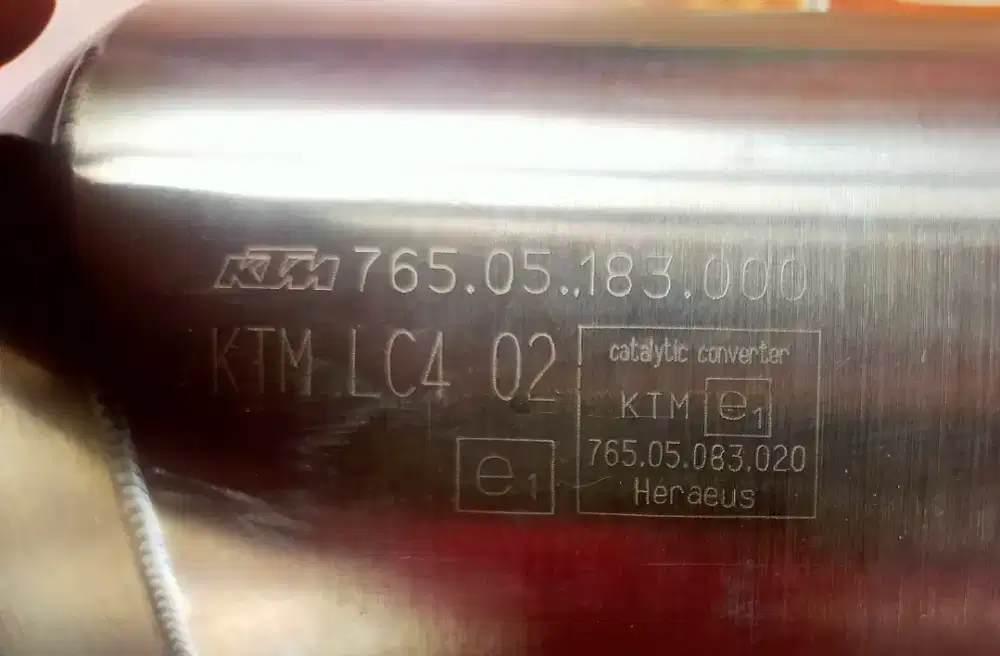 KTM 765.05..183.000
KTM LC4 02
e1
catalytic converter
KTM e1
765.05.083.020
Heraeus